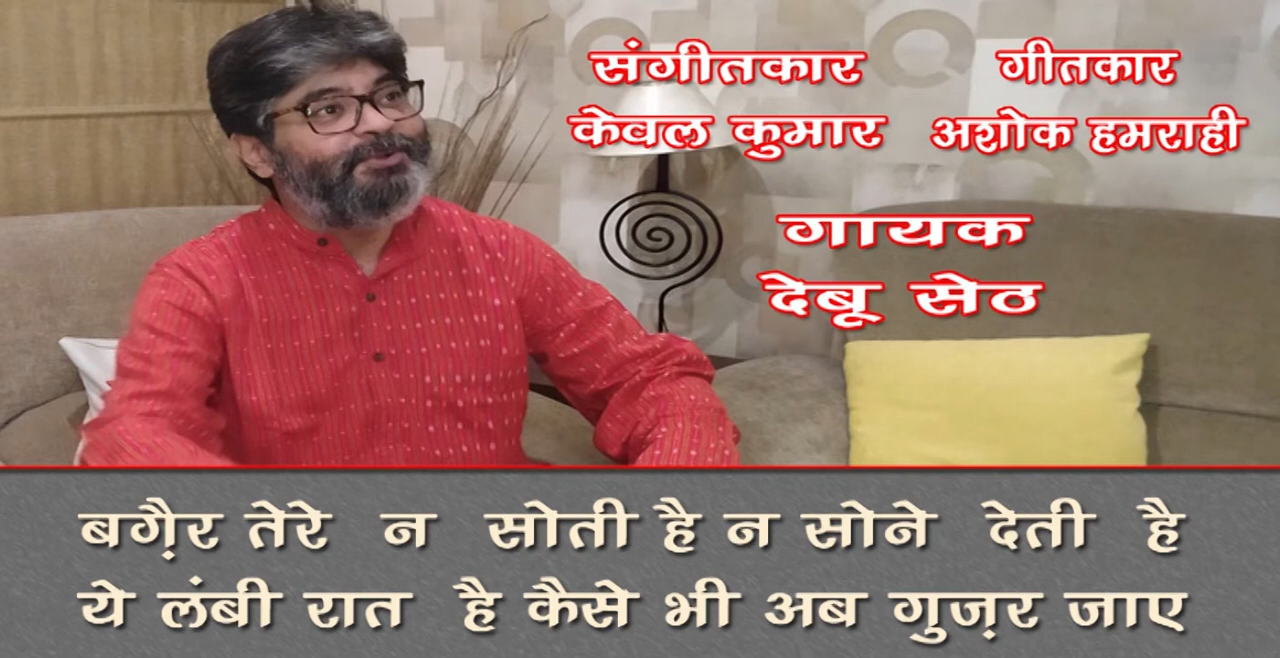 संगीतकार
केवल कुमार
गीतकार
अशोक हमराही
गायक
देबू सेठ
बग़ैर तेरे न सोती है न सोने देती है
ये लंबी रात है कैसे भी अब गुज़र जाए